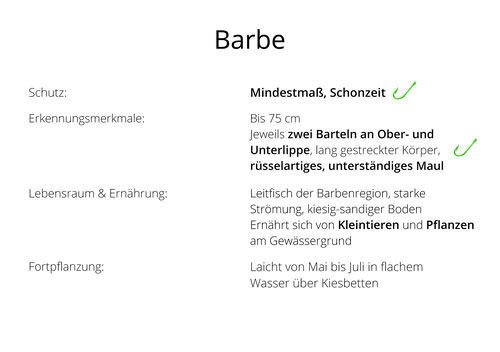 Barbe
Schutz:
Mindestmaß, Schonzeit
Erkennungsmerkmale:
Bis 75 cm
Jeweils zwei Barteln an Ober- und
Unterlippe, lang gestreckter Körper,
rüsselartiges, unterständiges Maul
Lebensraum & Ernährung:
Leitfisch der Barbenregion, starke
Strömung, kiesig-sandiger Boden
Ernährt sich von Kleintieren und Pflanzen
am Gewässergrund
Fortpflanzung:
Laicht von Mai bis Juli in flachem
Wasser über Kiesbetten